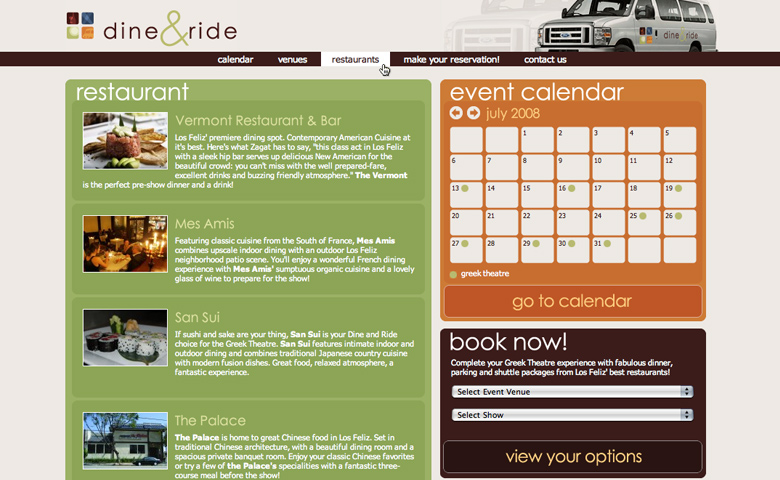 dine&ride
dine&ride
calendar venues restaurants make your reservation! contact us
restaurant
Vermont Restaurant & Bar
Los Feliz' premiere dining spot. Contemporary American Cuisine at
it's best. Here's what Zagat has to say, "this class act in Los Feliz
with a sleek hip bar serves up delicious New American for the
beautiful crowd: you can't miss with the well prepared-fare,
excellent drinks and buzzing friendly atmosphere." The Vermont
is the perfect pre-show dinner and a drink!
Mes Amis
Featuring classic cuisine from the South of France, Mes Amis
combines upscale indoor dining with an outdoor Los Feliz
neighborhood patio scene. You'll enjoy a wonderful French dining
experience with Mes Amis' sumptuous organic cuisine and a lovely
glass of wine to prepare for the show!
San Sui
If sushi and sake are your thing, San Sui is your Dine and Ride
choice for the Greek Theatre. San Sui features intimate indoor and
outdoor dining and combines traditional Japanese country cuisine
with modern fusion dishes. Great food, relaxed atmosphere, a
fantastic experience.
The Palace
The Palace is home to great Chinese food in Los Feliz. Set in
traditional Chinese architecture, with a beautiful dining room and a
spacious private banquet room. Enjoy your classic Chinese favorites
or try a few of the Palace's specialities with a fantastic three-
course meal before the show!
event calendar
july 2008
1 2 3 4 5
6 7 8 9 10 11 12
13 14 15 16 17 18 19
20 21 22 23 24 25 26
27 28 29 30 31
greek theatre
go to calendar
book now!
Complete your Greek Theatre experience with fabulous dinner,
parking and shuttle packages from Los Feliz' best restaurants!
Select Event Venue
Select Show
view your options